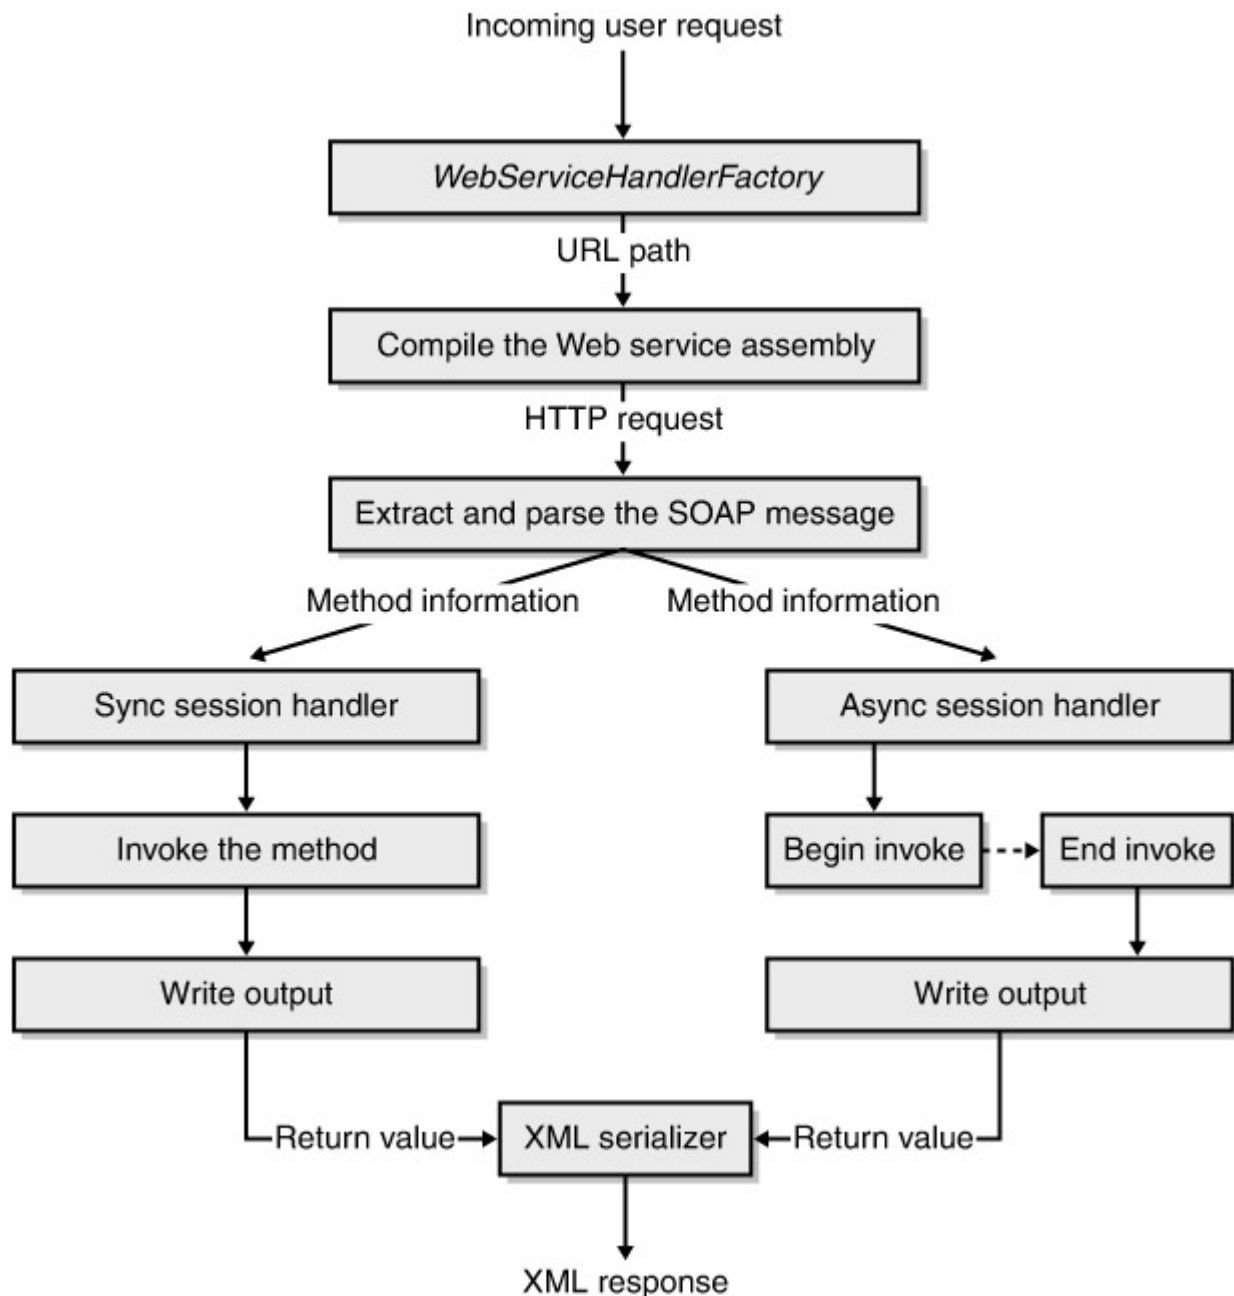 Incoming user request
WebServiceHandlerFactory
URL path
Compile the Web service assembly
HTTP request
Extract and parse the SOAP message
Method information
Method information
Sync session handler
Async session handler
Invoke the method
Begin invoke
End invoke
Write output
Write output
Return value
XML serializer
Return value
XML response